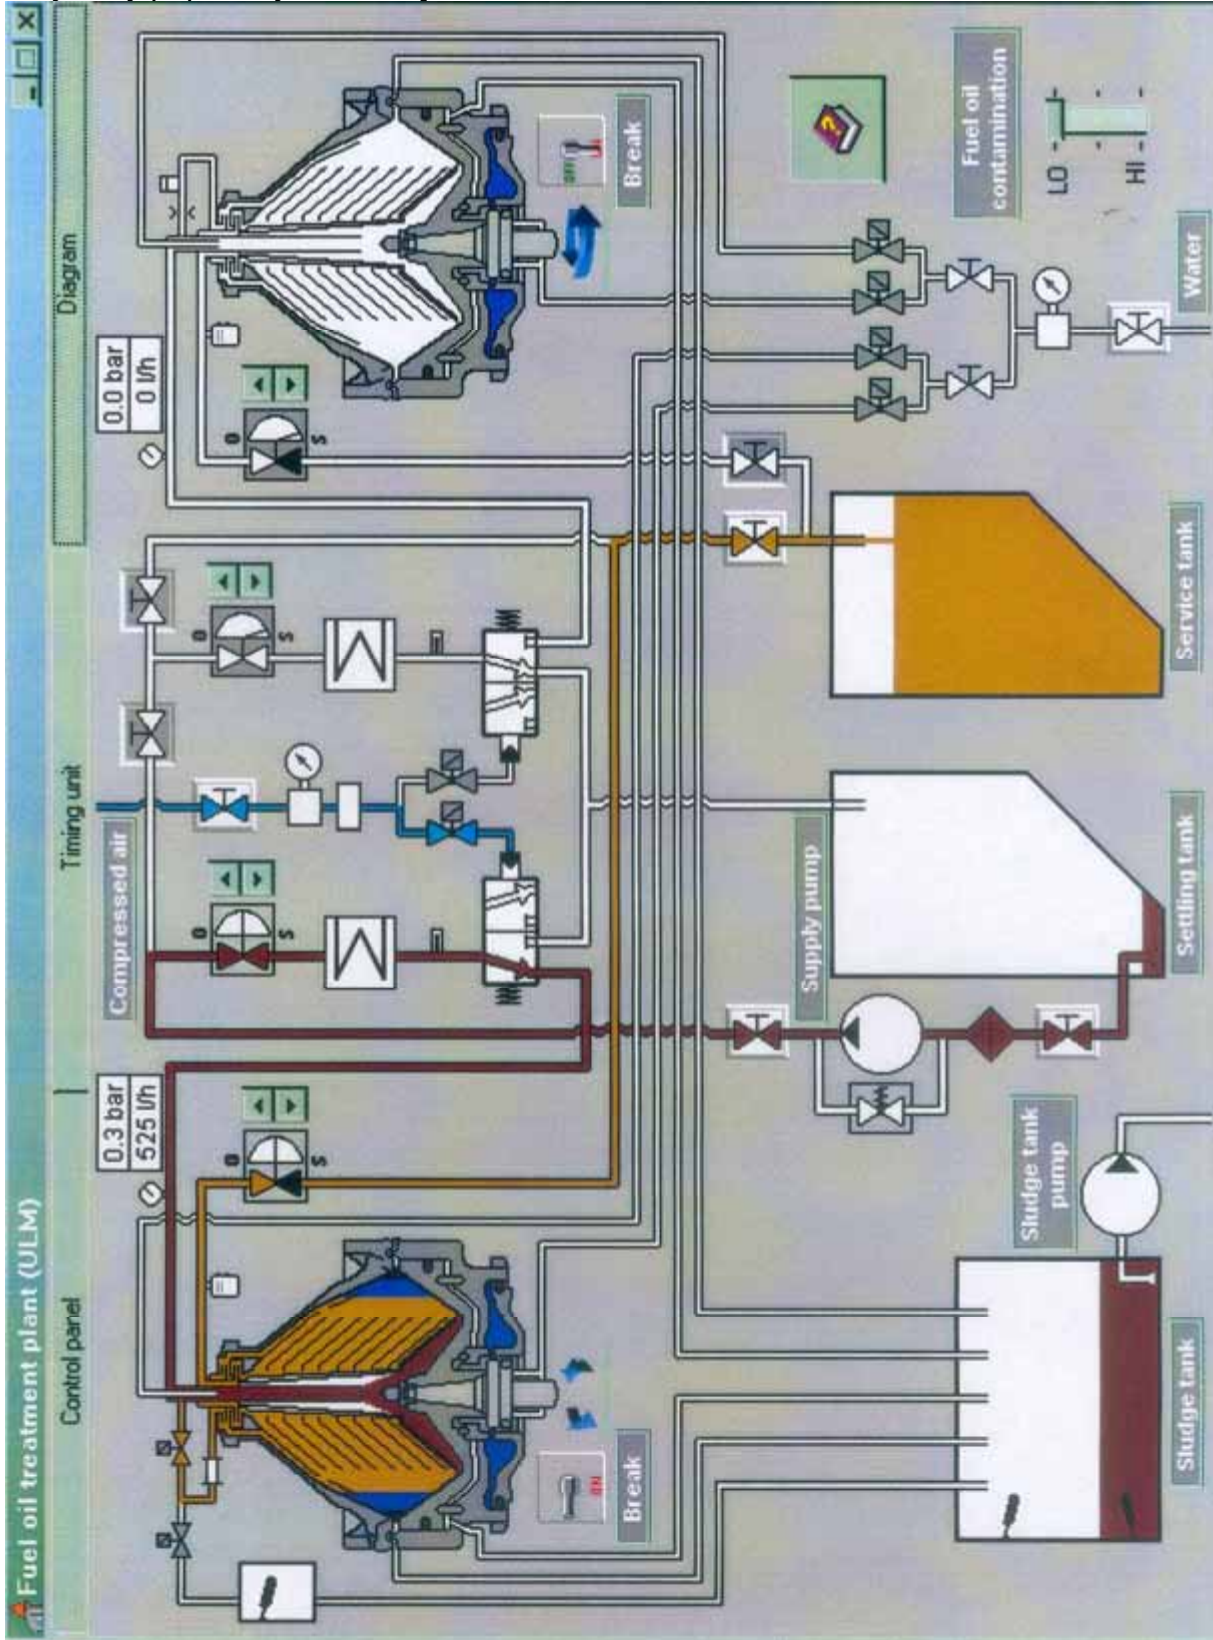 Fuel oil treatment plant (ULM)
Control panel
Timing unit
Diagram
0.3 bar
525 l/h
Compressed air
0.0 bar
0 l/h
O
S
O
S
O
S
O
S
Break
ON
Break
OFF
Supply pump
Fuel oil
contamination
LO
HI
Sludge tank
pump
Sludge tank
Settling tank
Service tank
Water